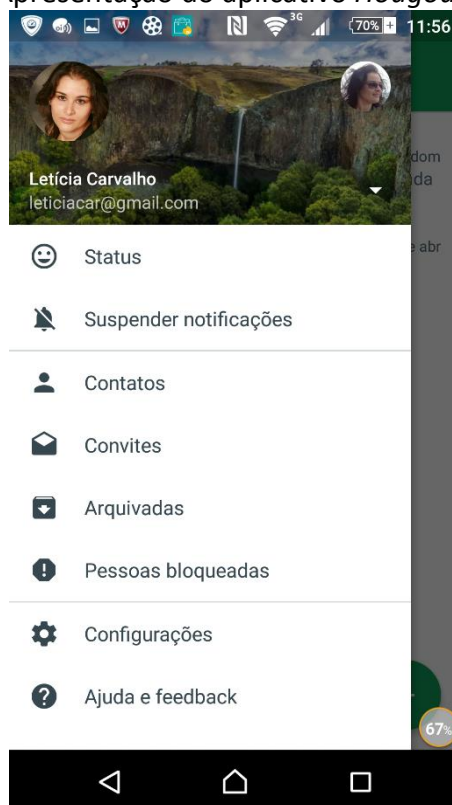 3G
70%
11:56
Letícia Carvalho
leticiacar@gmail.com
Status
Suspender notificações
Contatos
Convites
Arquivadas
Pessoas bloqueadas
Configurações
Ajuda e feedback
67%